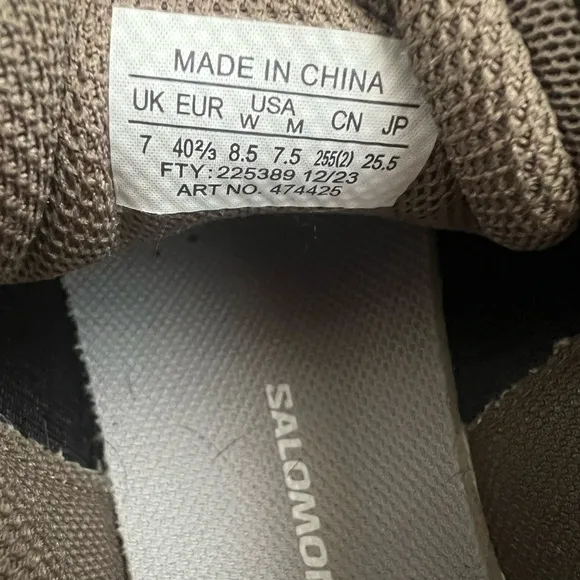 MADE IN CHINA
UK EUR USA CN JP
W M
7 40⅔ 8.5 7.5 255(2) 25.5
FTY: 225389 12/23
ART NO. 474425
SALOMO